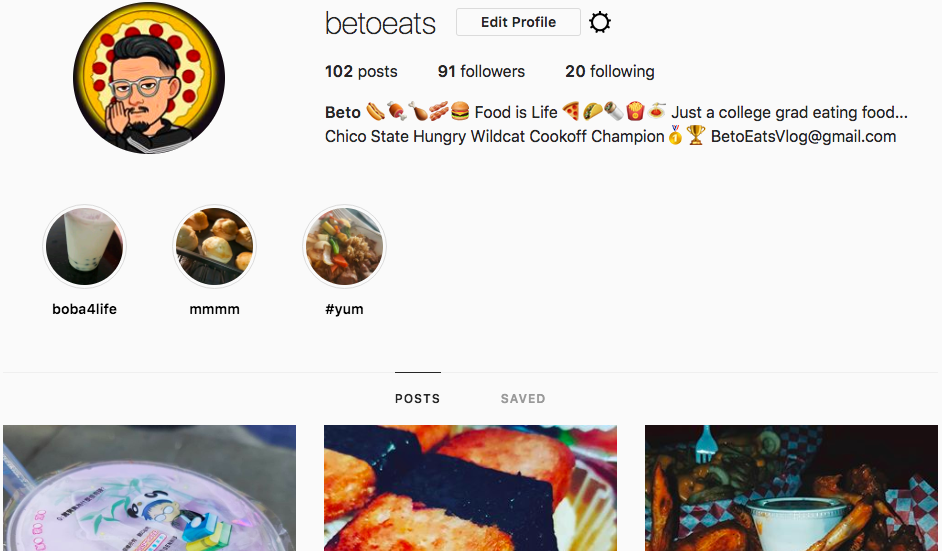 betoeats Edit Profile
102 posts 91 followers 20 following
Beto 🌭🍖🍗🥓🍔 Food is Life 🍕🌮🌯🍟🍝 Just a college grad eating food...
Chico State Hungry Wildcat Cookoff Champion🥇🏆 BetoEatsVlog@gmail.com
boba4life mmmm #yum
POSTS SAVED